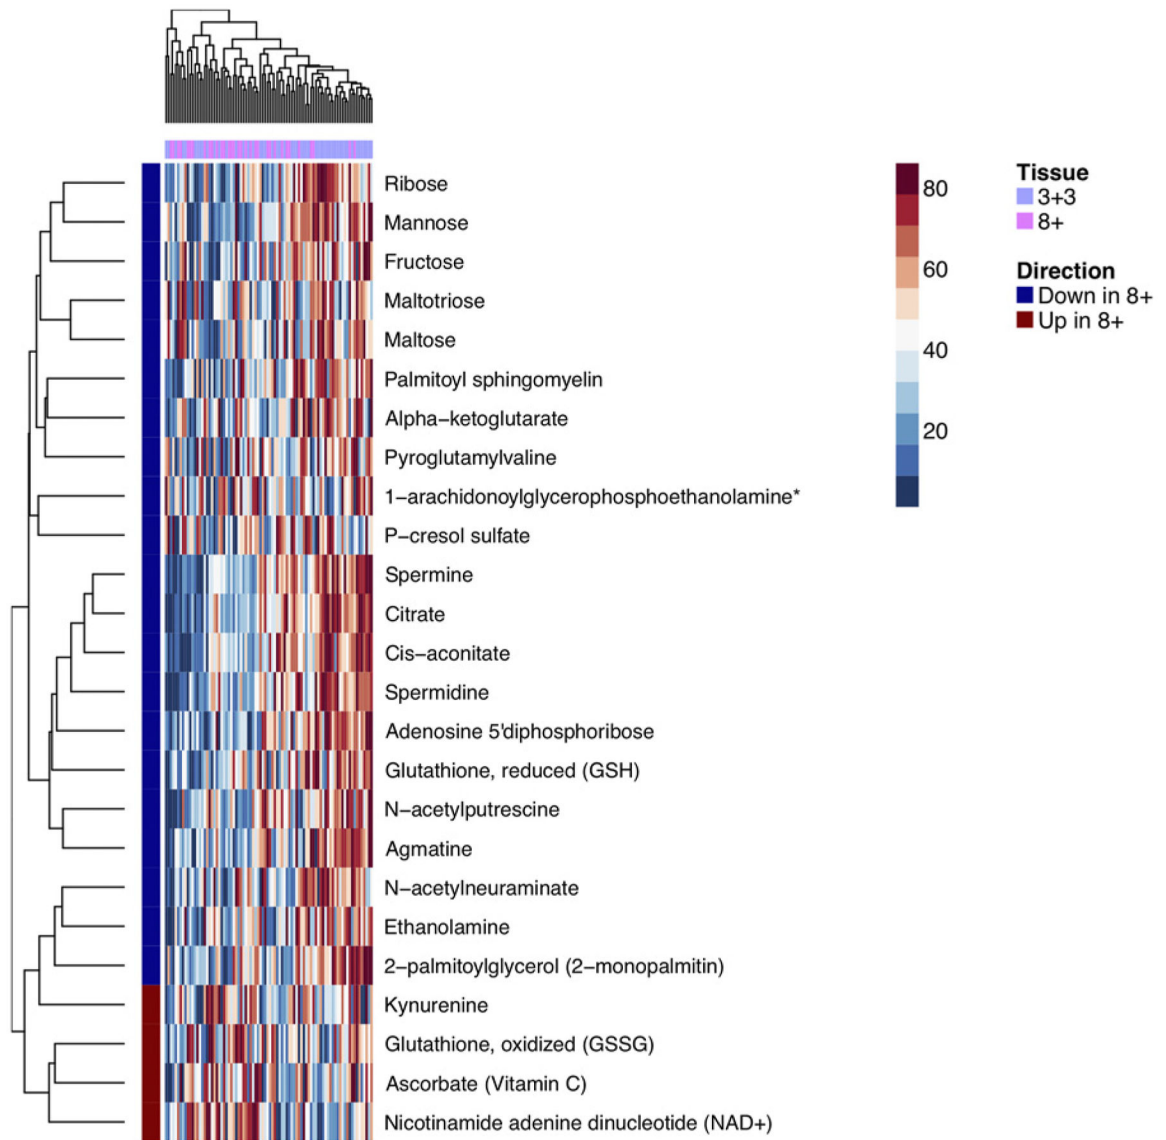 Ribose
Mannose
Fructose
Maltotriose
Maltose
Palmitoyl sphingomyelin
Alpha−ketoglutarate
Pyroglutamylvaline
1−arachidonoylglycerophosphoethanolamine*
P−cresol sulfate
Spermine
Citrate
Cis−aconitate
Spermidine
Adenosine 5'diphosphoribose
Glutathione, reduced (GSH)
N−acetylputrescine
Agmatine
N−acetylneuraminate
Ethanolamine
2−palmitoylglycerol (2−monopalmitin)
Kynurenine
Glutathione, oxidized (GSSG)
Ascorbate (Vitamin C)
Nicotinamide adenine dinucleotide (NAD+)
80
60
40
20
Tissue
3+3
8+
Direction
Down in 8+
Up in 8+